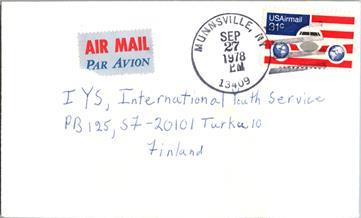 AIR MAIL
PAR AVION
MUNNSVILLE, NY
SEP
27
1978
PM
13409
USAirmail
31c
IYS, International Youth Service
PB 125, SF-20101 Turku 10
Finland